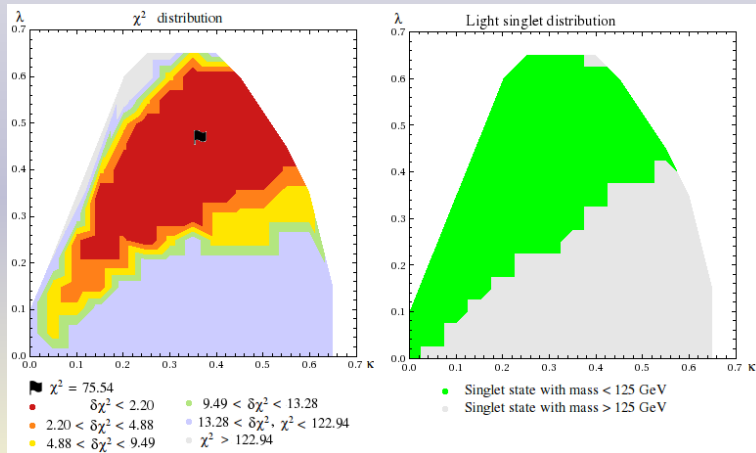 λ χ² distribution
0.7
0.6
0.5
0.4
0.3
0.2
0.1
0.0
0.0 0.1 0.2 0.3 0.4 0.5 0.6 0.7 κ
χ² = 75.54
δχ² < 2.20
2.20 < δχ² < 4.88
4.88 < δχ² < 9.49
9.49 < δχ² < 13.28
13.28 < δχ², χ² < 122.94
χ² > 122.94
λ Light singlet distribution
0.7
0.6
0.5
0.4
0.3
0.2
0.1
0.0
0.0 0.1 0.2 0.3 0.4 0.5 0.6 0.7 κ
Singlet state with mass < 125 GeV
Singlet state with mass > 125 GeV